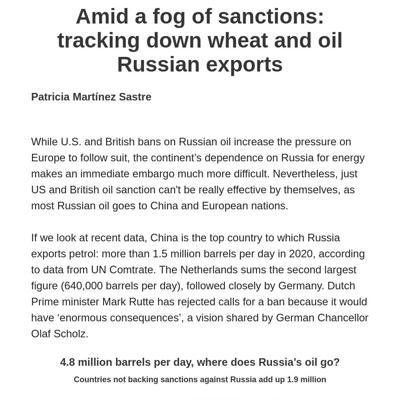 Amid a fog of sanctions:
tracking down wheat and oil
Russian exports
Patricia Martínez Sastre
While U.S. and British bans on Russian oil increase the pressure on
Europe to follow suit, the continent's dependence on Russia for energy
makes an immediate embargo much more difficult. Nevertheless, just
US and British oil sanction can't be really effective by themselves, as
most Russian oil goes to China and European nations.
If we look at recent data, China is the top country to which Russia
exports petrol: more than 1.5 million barrels per day in 2020, according
to data from UN Comtrate. The Netherlands sums the second largest
figure (640,000 barrels per day), followed closely by Germany. Dutch
Prime minister Mark Rutte has rejected calls for a ban because it would
have 'enormous consequences', a vision shared by German Chancellor
Olaf Scholz.
4.8 million barrels per day, where does Russia's oil go?
Countries not backing sanctions against Russia add up 1.9 million